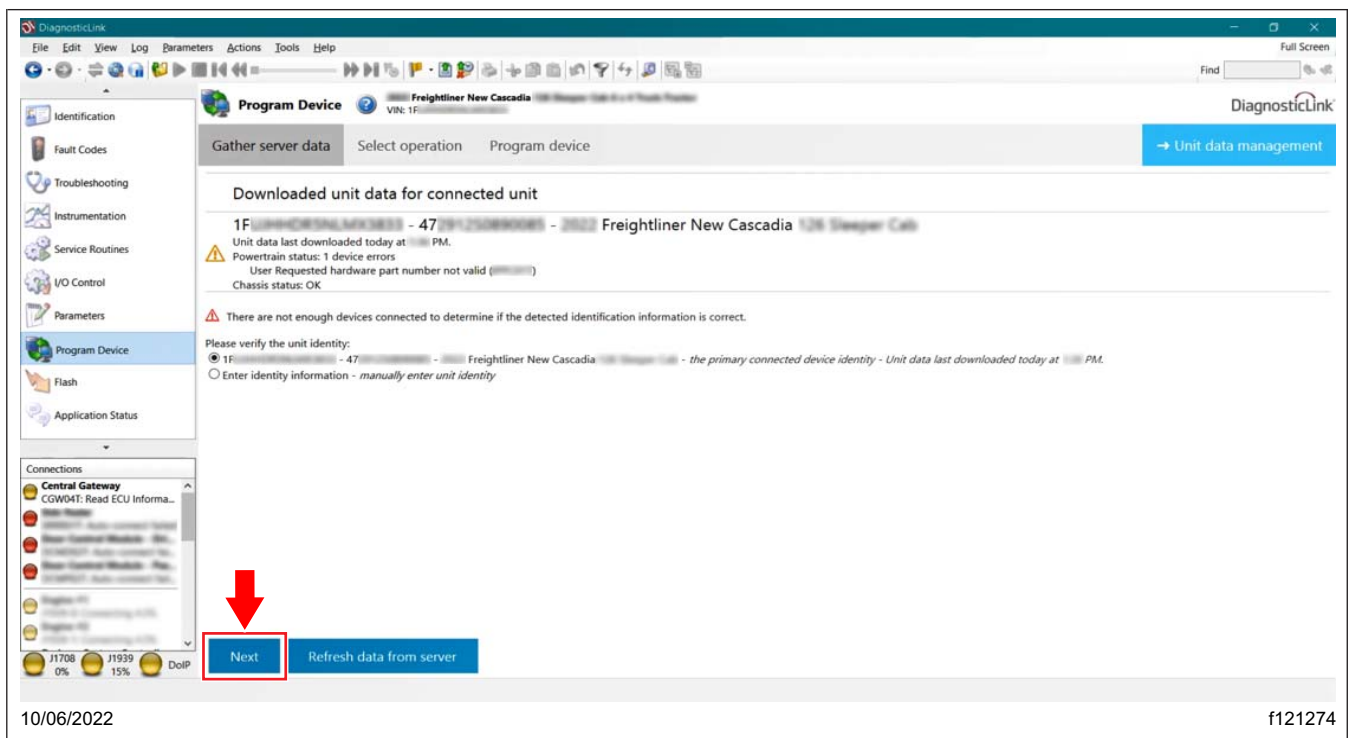 DiagnosticLink
File Edit View Log Parameters Actions Tools Help
Full Screen
Find
Identification
Fault Codes
Troubleshooting
Instrumentation
Service Routines
I/O Control
Parameters
Program Device
Flash
Application Status
Connections
Central Gateway
CGW04T: Read ECU Informa...
J1708 0%
J1939 15%
DoIP
Program Device
Freightliner New Cascadia
VIN: 1F
DiagnosticLink
Gather server data Select operation Program device
→ Unit data management
Downloaded unit data for connected unit
1F - 47 - Freightliner New Cascadia
Unit data last downloaded today at PM.
Powertrain status: 1 device errors
User Requested hardware part number not valid ( )
Chassis status: OK
There are not enough devices connected to determine if the detected identification information is correct.
Please verify the unit identity:
1F - 47 - Freightliner New Cascadia - the primary connected device identity - Unit data last downloaded today at PM.
Enter identity information - manually enter unit identity
Next Refresh data from server
10/06/2022 f121274